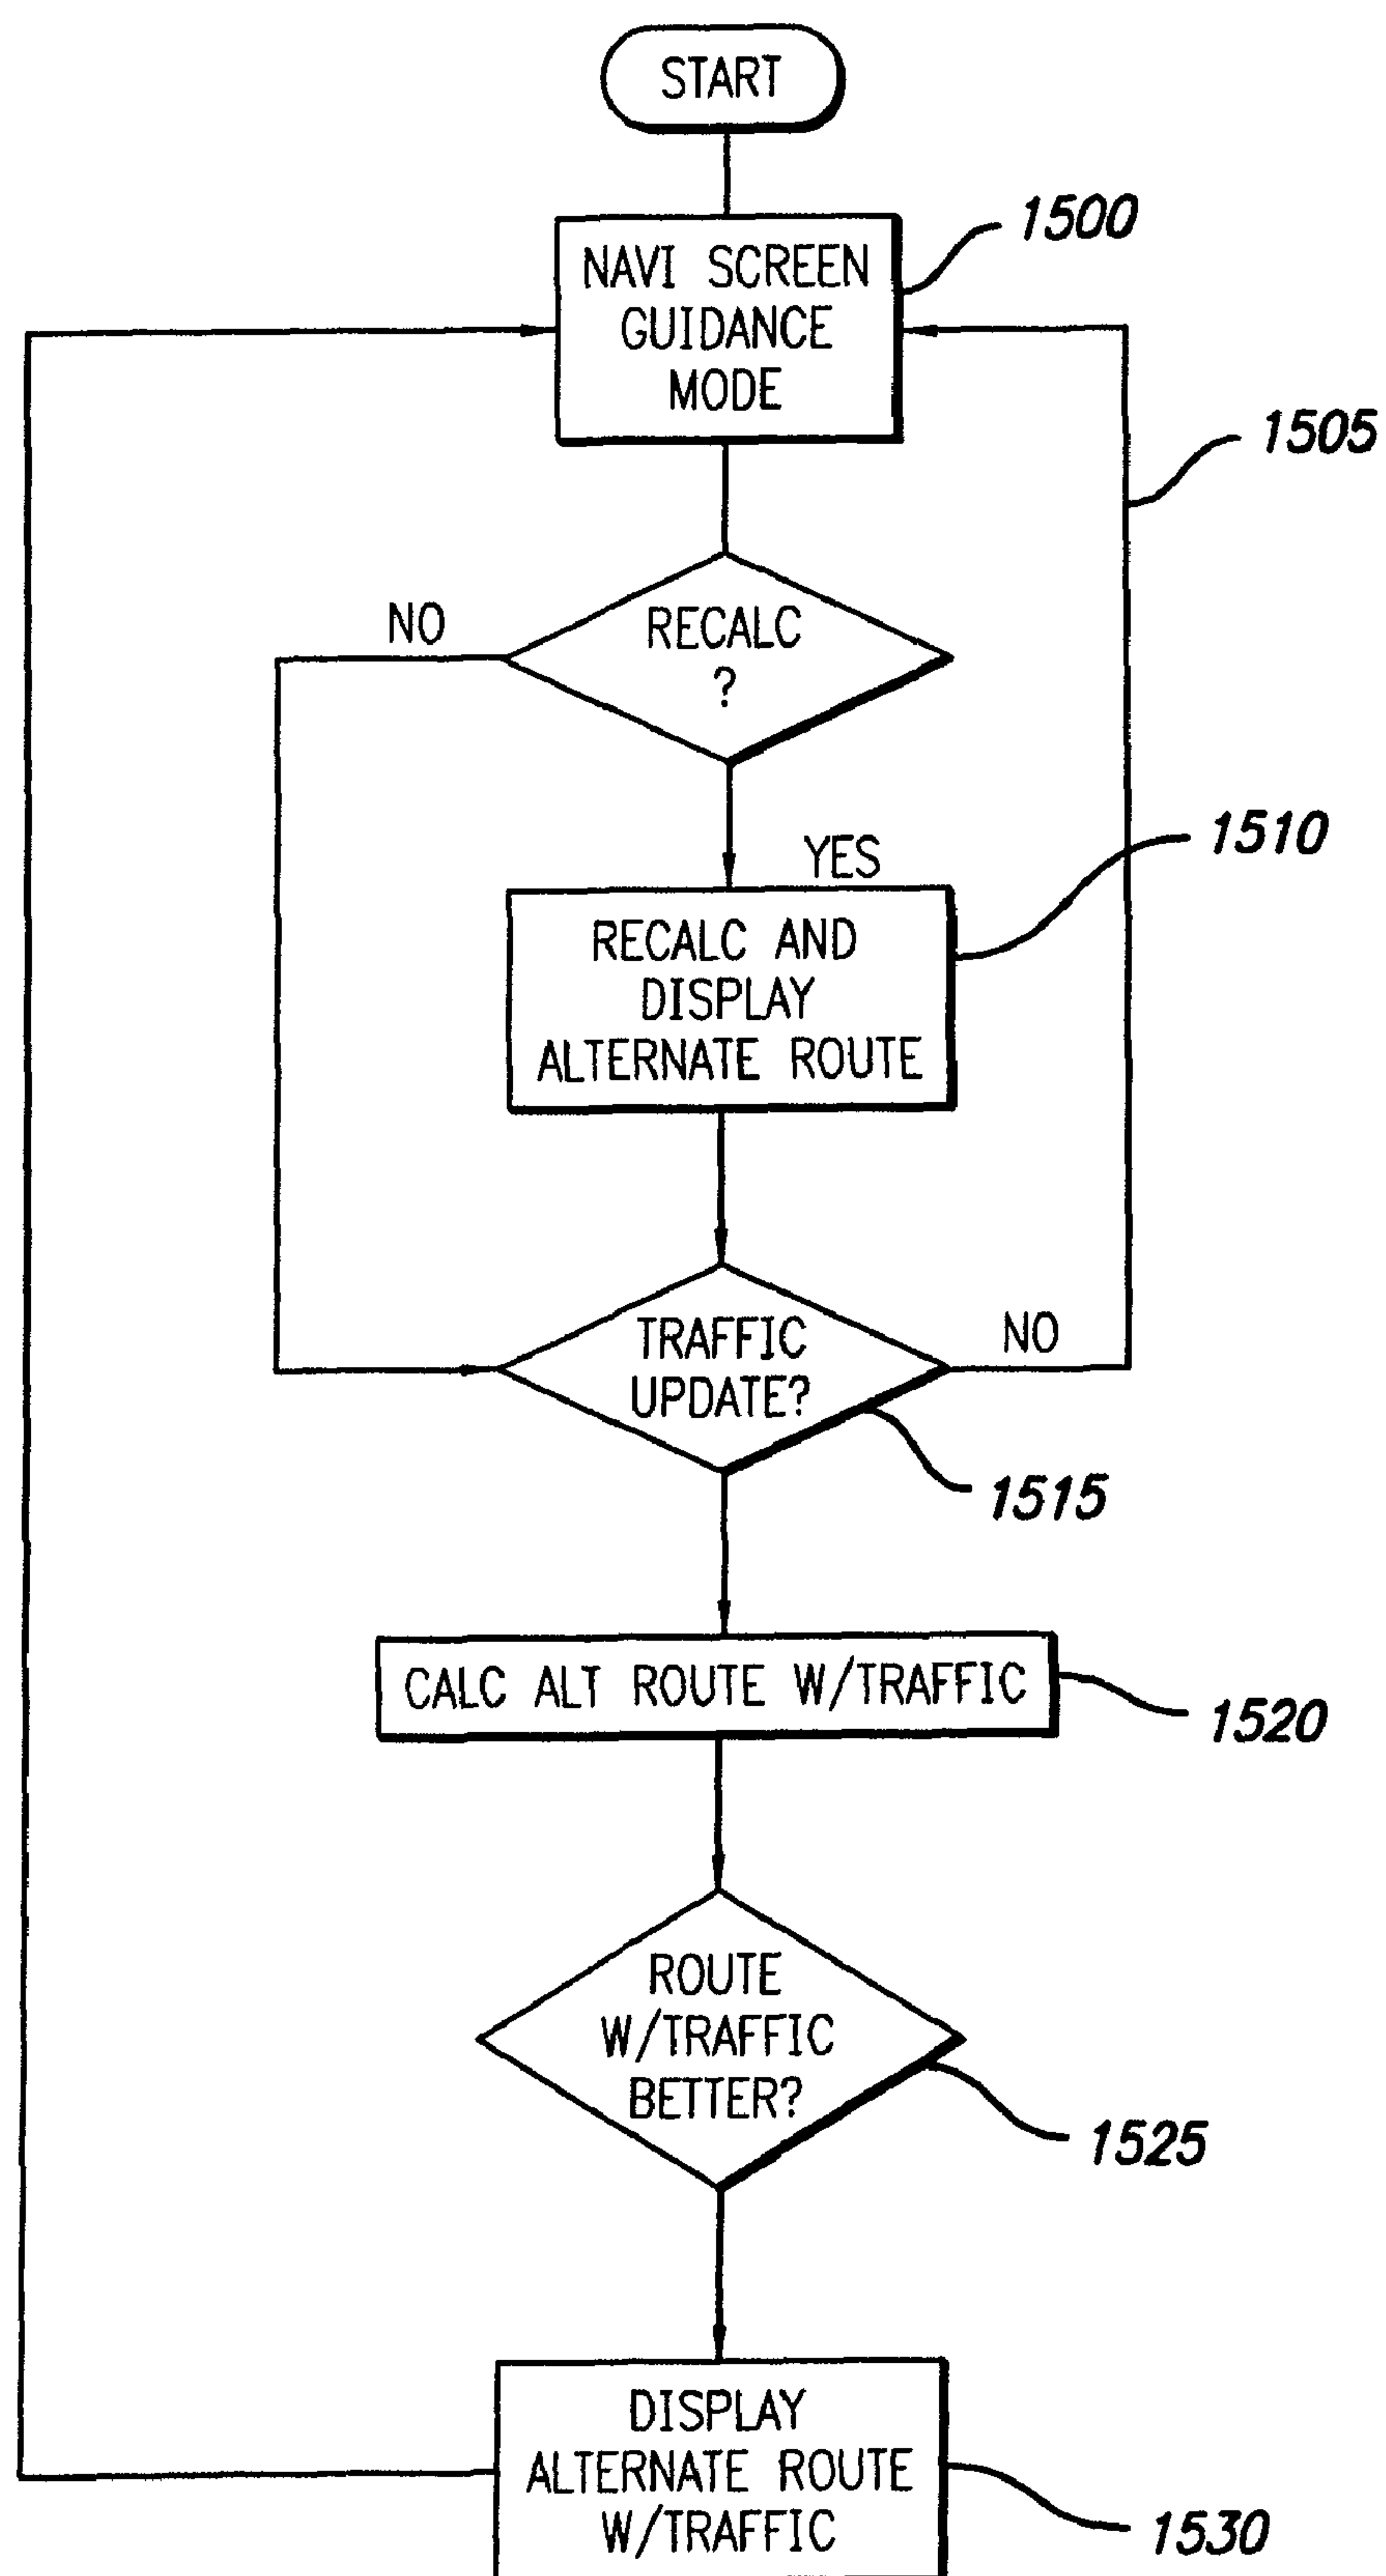 START
1500
NAVI SCREEN
GUIDANCE
MODE
1505
NO
RECALC
?
YES
1510
RECALC AND
DISPLAY
ALTERNATE ROUTE
TRAFFIC
UPDATE?
NO
1515
CALC ALT ROUTE W/TRAFFIC
1520
ROUTE
W/TRAFFIC
BETTER?
1525
DISPLAY
ALTERNATE ROUTE
W/TRAFFIC
1530